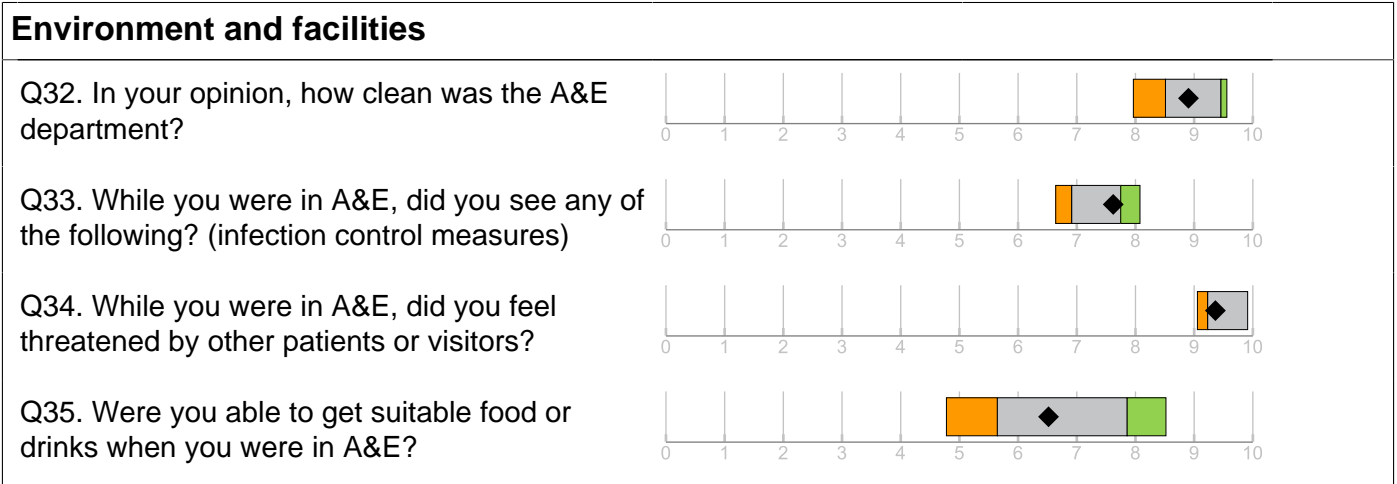 Environment and facilities
Q32. In your opinion, how clean was the A&E
department?
0 1 2 3 4 5 6 7 8 9 10
Q33. While you were in A&E, did you see any of
the following? (infection control measures)
0 1 2 3 4 5 6 7 8 9 10
Q34. While you were in A&E, did you feel
threatened by other patients or visitors?
0 1 2 3 4 5 6 7 8 9 10
Q35. Were you able to get suitable food or
drinks when you were in A&E?
0 1 2 3 4 5 6 7 8 9 10